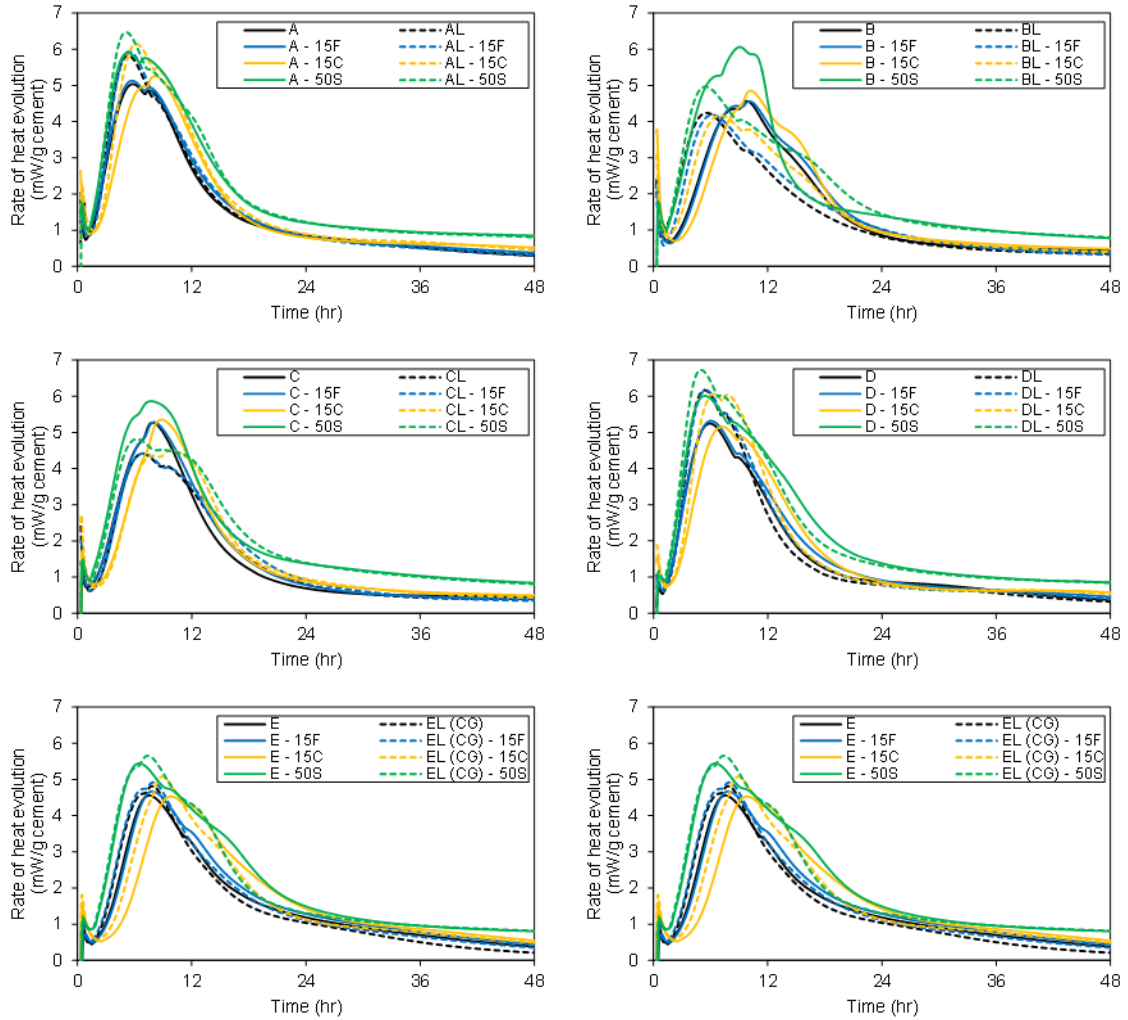 Rate of heat evolution
(mW/g cement)
7
6
5
4
3
2
1
0
A
AL
A - 15F
AL - 15F
A - 15C
AL - 15C
A - 50S
AL - 50S
0
12
24
36
48
Time (hr)
Rate of heat evolution
(mW/g cement)
7
6
5
4
3
2
1
0
B
BL
B - 15F
BL - 15F
B - 15C
BL - 15C
B - 50S
BL - 50S
0
12
24
36
48
Time (hr)
Rate of heat evolution
(mW/g cement)
7
6
5
4
3
2
1
0
C
CL
C - 15F
CL - 15F
C - 15C
CL - 15C
C - 50S
CL - 50S
0
12
24
36
48
Time (hr)
Rate of heat evolution
(mW/g cement)
7
6
5
4
3
2
1
0
D
DL
D - 15F
DL - 15F
D - 15C
DL - 15C
D - 50S
DL - 50S
0
12
24
36
48
Time (hr)
Rate of heat evolution
(mW/g cement)
7
6
5
4
3
2
1
0
E
EL (CG)
E - 15F
EL (CG) - 15F
E - 15C
EL (CG) - 15C
E - 50S
EL (CG) - 50S
0
12
24
36
48
Time (hr)
Rate of heat evolution
(mW/g cement)
7
6
5
4
3
2
1
0
E
EL (CG)
E - 15F
EL (CG) - 15F
E - 15C
EL (CG) - 15C
E - 50S
EL (CG) - 50S
0
12
24
36
48
Time (hr)